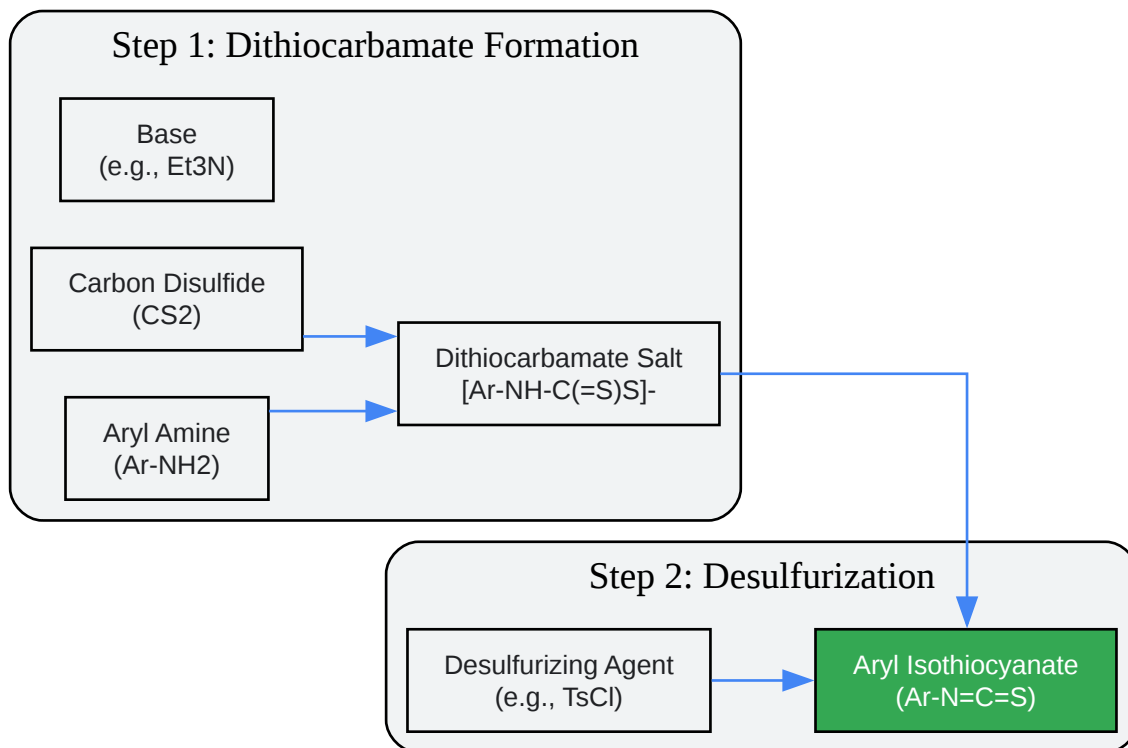 Step 1: Dithiocarbamate Formation
Base
(e.g., Et3N)
Carbon Disulfide
(CS2)
Dithiocarbamate Salt
[Ar-NH-C(=S)S]-
Aryl Amine
(Ar-NH2)
Step 2: Desulfurization
Desulfurizing Agent
(e.g., TsCl)
Aryl Isothiocyanate
(Ar-N=C=S)